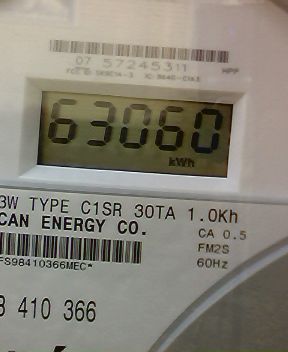 07 57245311
HPP
63060
kWh
3W TYPE C1SR 30TA 1.0Kh
CAN ENERGY CO.
CA 0.5
FM2S
FS98410366MEC*
60Hz
410 366